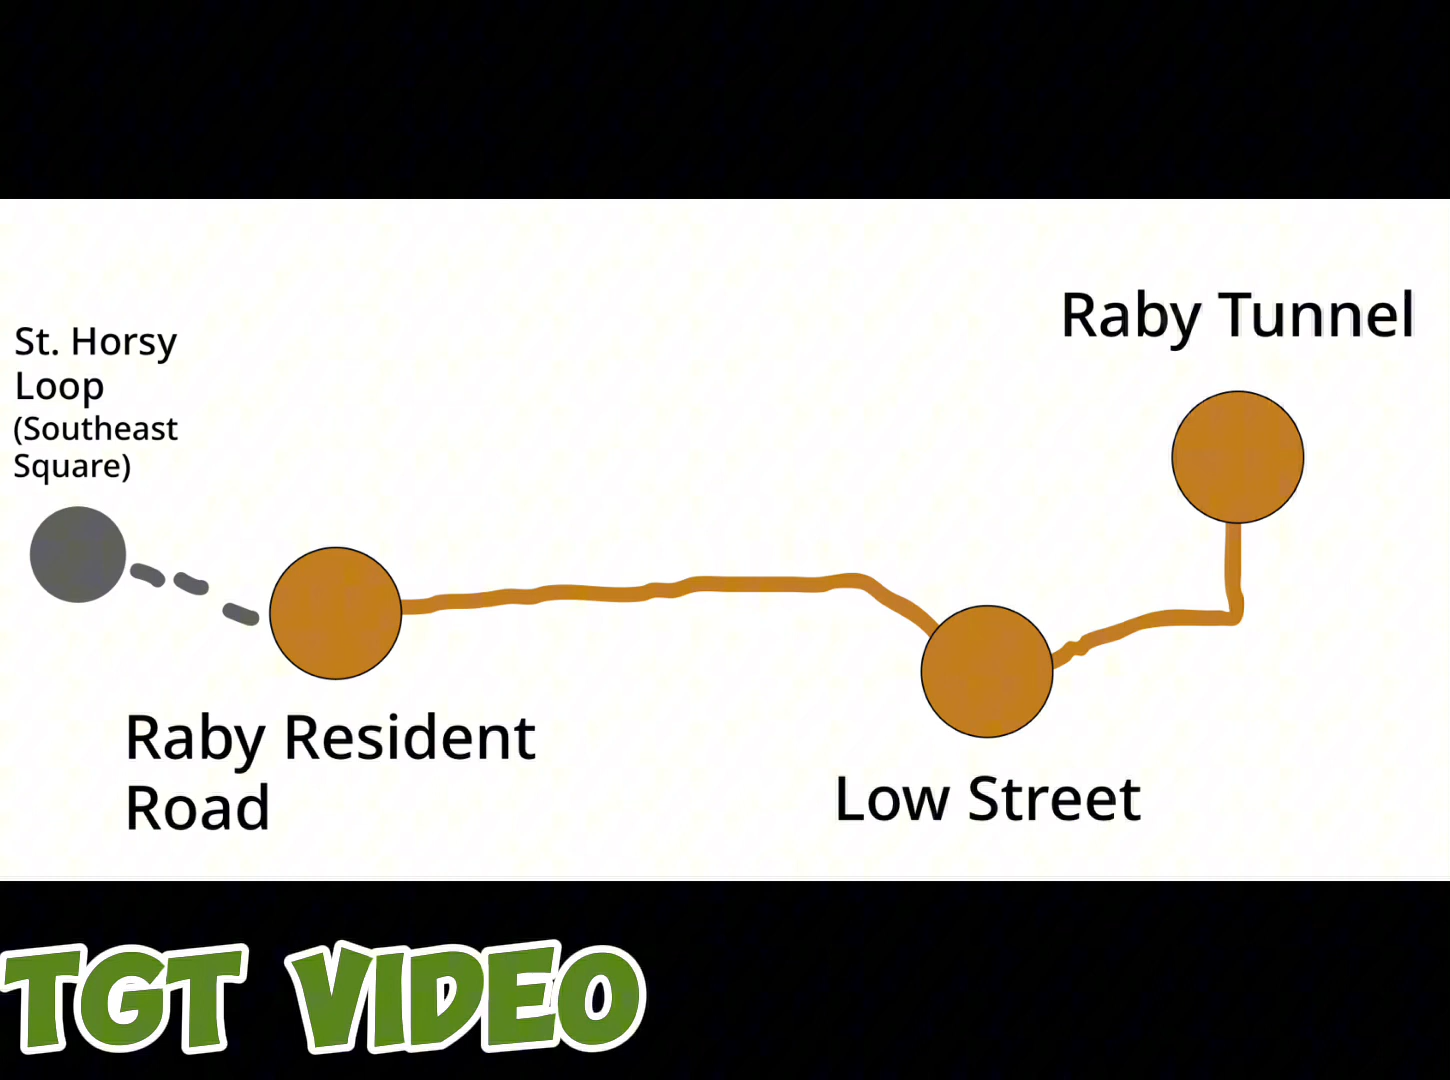 Raby Tunnel
St. Horsy
Loop
(Southeast
Square)
Raby Resident
Road
Low Street
TGT VIDEO